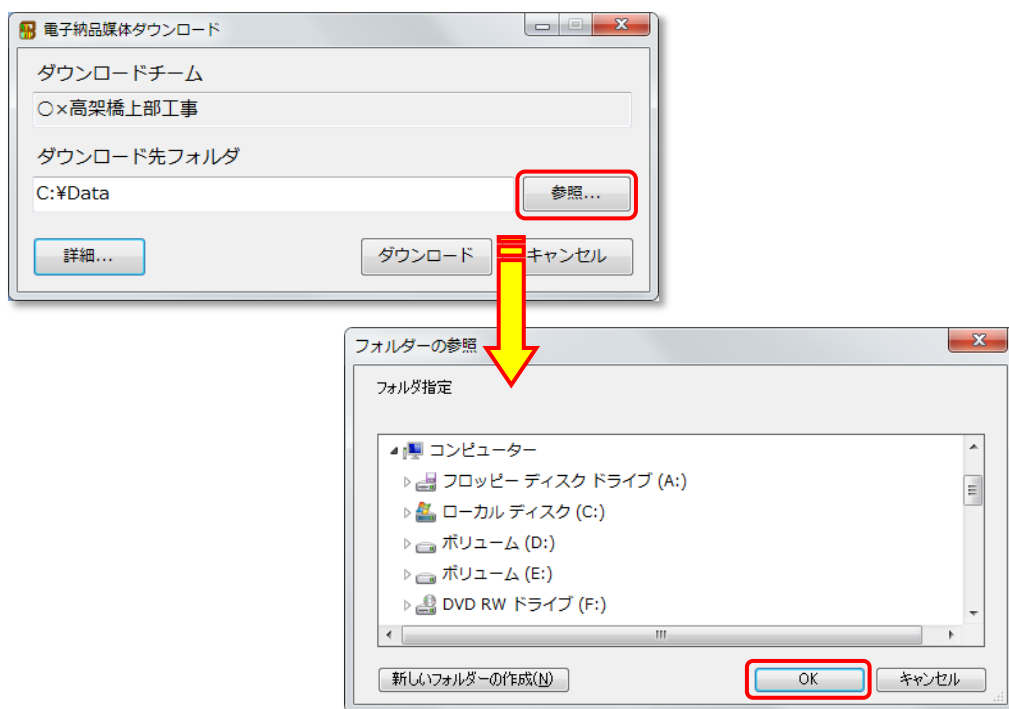 電子納品媒体ダウンロード
ダウンロードチーム
○×高架橋上部工事
ダウンロード先フォルダ
C:¥Data
参照...
詳細...
ダウンロード
キャンセル
フォルダーの参照
フォルダ指定
コンピューター
フロッピー ディスク ドライブ (A:)
ローカル ディスク (C:)
ボリューム (D:)
ボリューム (E:)
DVD RW ドライブ (F:)
新しいフォルダーの作成(N)
OK
キャンセル